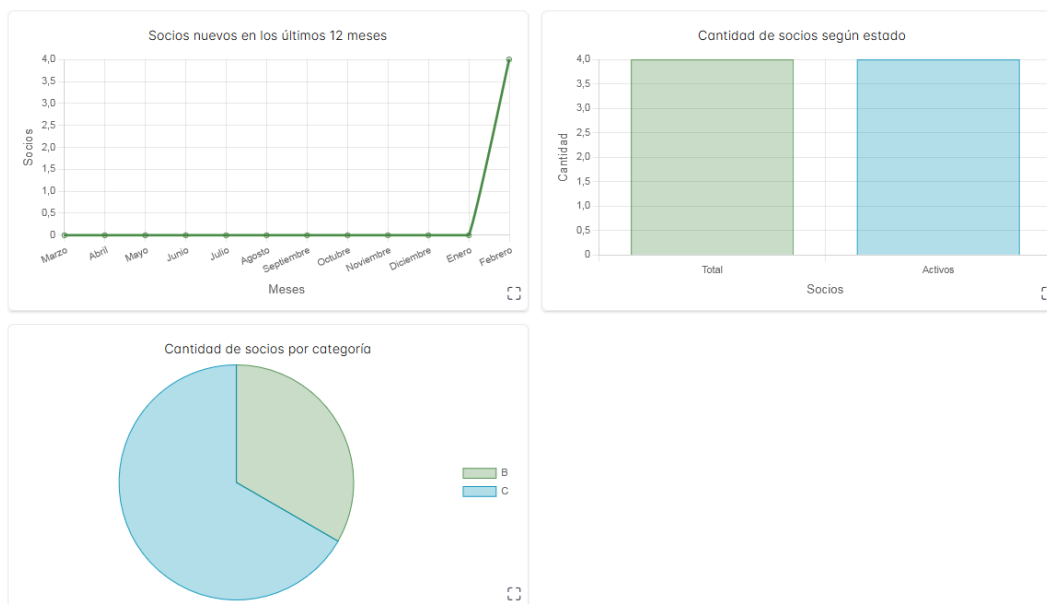 Socios nuevos en los últimos 12 meses
4,0
3,5
3,0
2,5
2,0
1,5
1,0
0,5
0
Socios
Marzo Abril Mayo Junio Julio Agosto Septiembre Octubre Noviembre Diciembre Enero Febrero
Meses
Cantidad de socios según estado
4,0
3,5
3,0
2,5
2,0
1,5
1,0
0,5
0
Cantidad
Total Activos
Socios
Cantidad de socios por categoría
B
C